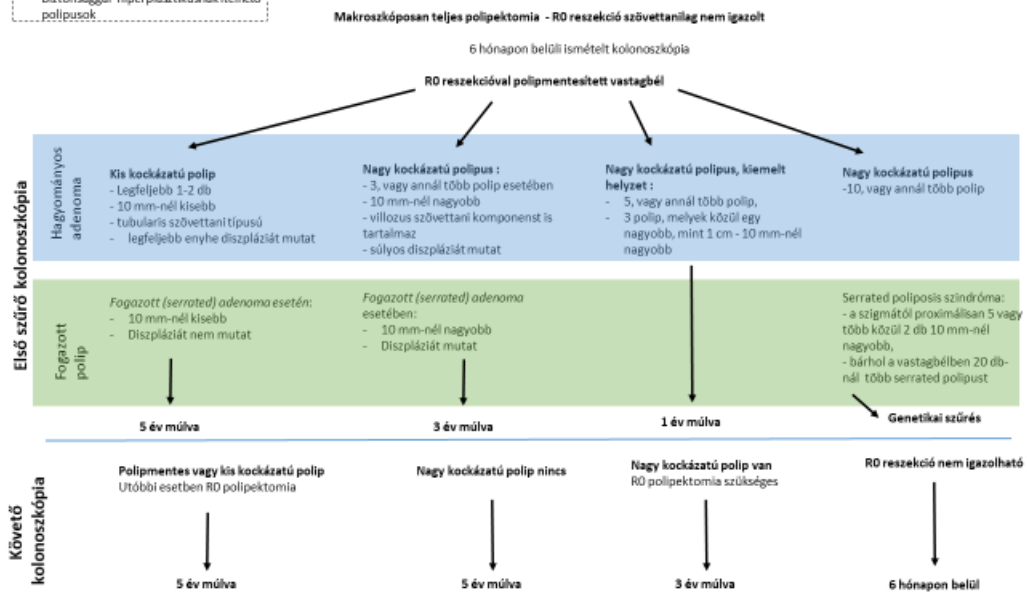 polipusok
Makroszkóposan teljes polipektomia - R0 reszekció szövettanilag nem igazolt
6 hónapon belüli ismételt kolonoszkópia
R0 reszekcióval polipmentesített vastagbél
Első szűrő kolonoszkópia
Hagyományos
adenoma
Kis kockázatú polip
- Legfeljebb 1-2 db
- 10 mm-nél kisebb
- tubularis szövettani típusú
- legfeljebb enyhe diszpláziát mutat
Nagy kockázatú polipus :
- 3, vagy annál több polip esetében
- 10 mm-nél nagyobb
- villozus szövettani komponenst is
tartalmaz
- súlyos diszpláziát mutat
Nagy kockázatú polipus, kiemelt
helyzet :
- 5, vagy annál több polip,
- 3 polip, melyek közül egy
nagyobb, mint 1 cm - 10 mm-nél
nagyobb
Nagy kockázatú polipus
-10, vagy annál több polip
Fogazott
polip
Fogazott (serrated) adenoma esetén:
- 10 mm-nél kisebb
- Diszpláziát nem mutat
Fogazott (serrated) adenoma
esetében:
- 10 mm-nél nagyobb
- Diszpláziát mutat
Serrated poliposis szindróma:
- a szigmától proximálisan 5 vagy
több közül 2 db 10 mm-nél
nagyobb,
- bárhol a vastagbélben 20 db-
nál több serrated polipust
5 év múlva
3 év múlva
1 év múlva
Genetikai szűrés
Követő
kolonoszkópia
Polipmentes vagy kis kockázatú polip
Utóbbi esetben R0 polipektomia
Nagy kockázatú polip nincs
Nagy kockázatú polip van
R0 polipektomia szükséges
R0 reszekció nem igazolható
5 év múlva
5 év múlva
3 év múlva
6 hónapon belül